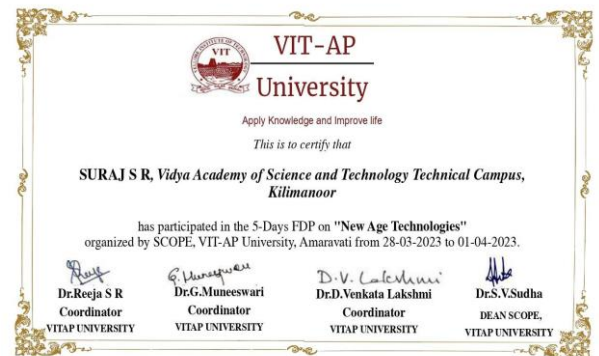 VIT
VIT-AP
University
Apply Knowledge and Improve life
This is to certify that
SURAJ S R, Vidya Academy of Science and Technology Technical Campus,
Kilimanoor
has participated in the 5-Days FDP on "New Age Technologies"
organized by SCOPE, VIT-AP University, Amaravati from 28-03-2023 to 01-04-2023.
G. Muneeswari
D.V. Lakshmi
Dr.Reeja S R
Coordinator
VITAP UNIVERSITY
Dr.G.Muneeswari
Coordinator
VITAP UNIVERSITY
Dr.D.Venkata Lakshmi
Coordinator
VITAP UNIVERSITY
Dr.S.V.Sudha
DEAN SCOPE,
VITAP UNIVERSITY